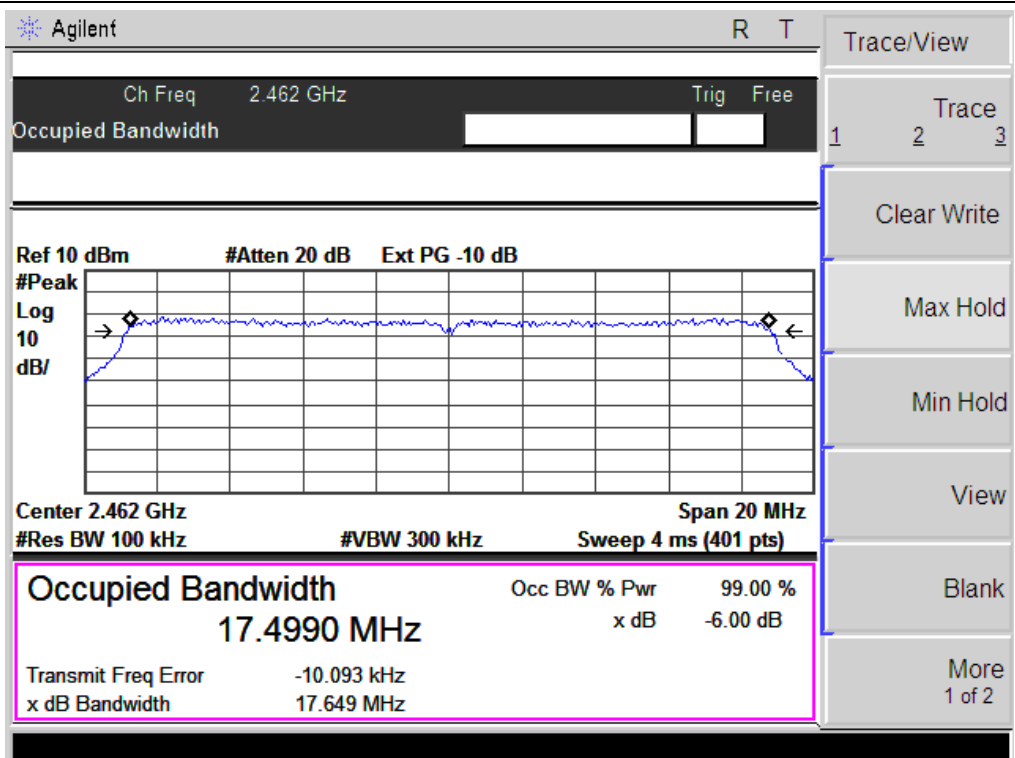 Agilent R T
Ch Freq 2.462 GHz Trig Free
Occupied Bandwidth
Ref 10 dBm #Atten 20 dB Ext PG -10 dB
#Peak
Log
10
dB/
Center 2.462 GHz Span 20 MHz
#Res BW 100 kHz #VBW 300 kHz Sweep 4 ms (401 pts)
Occupied Bandwidth
17.4990 MHz
Occ BW % Pwr 99.00 %
x dB -6.00 dB
Transmit Freq Error -10.093 kHz
x dB Bandwidth 17.649 MHz
Trace/View
Trace
1 2 3
Clear Write
Max Hold
Min Hold
View
Blank
More
1 of 2